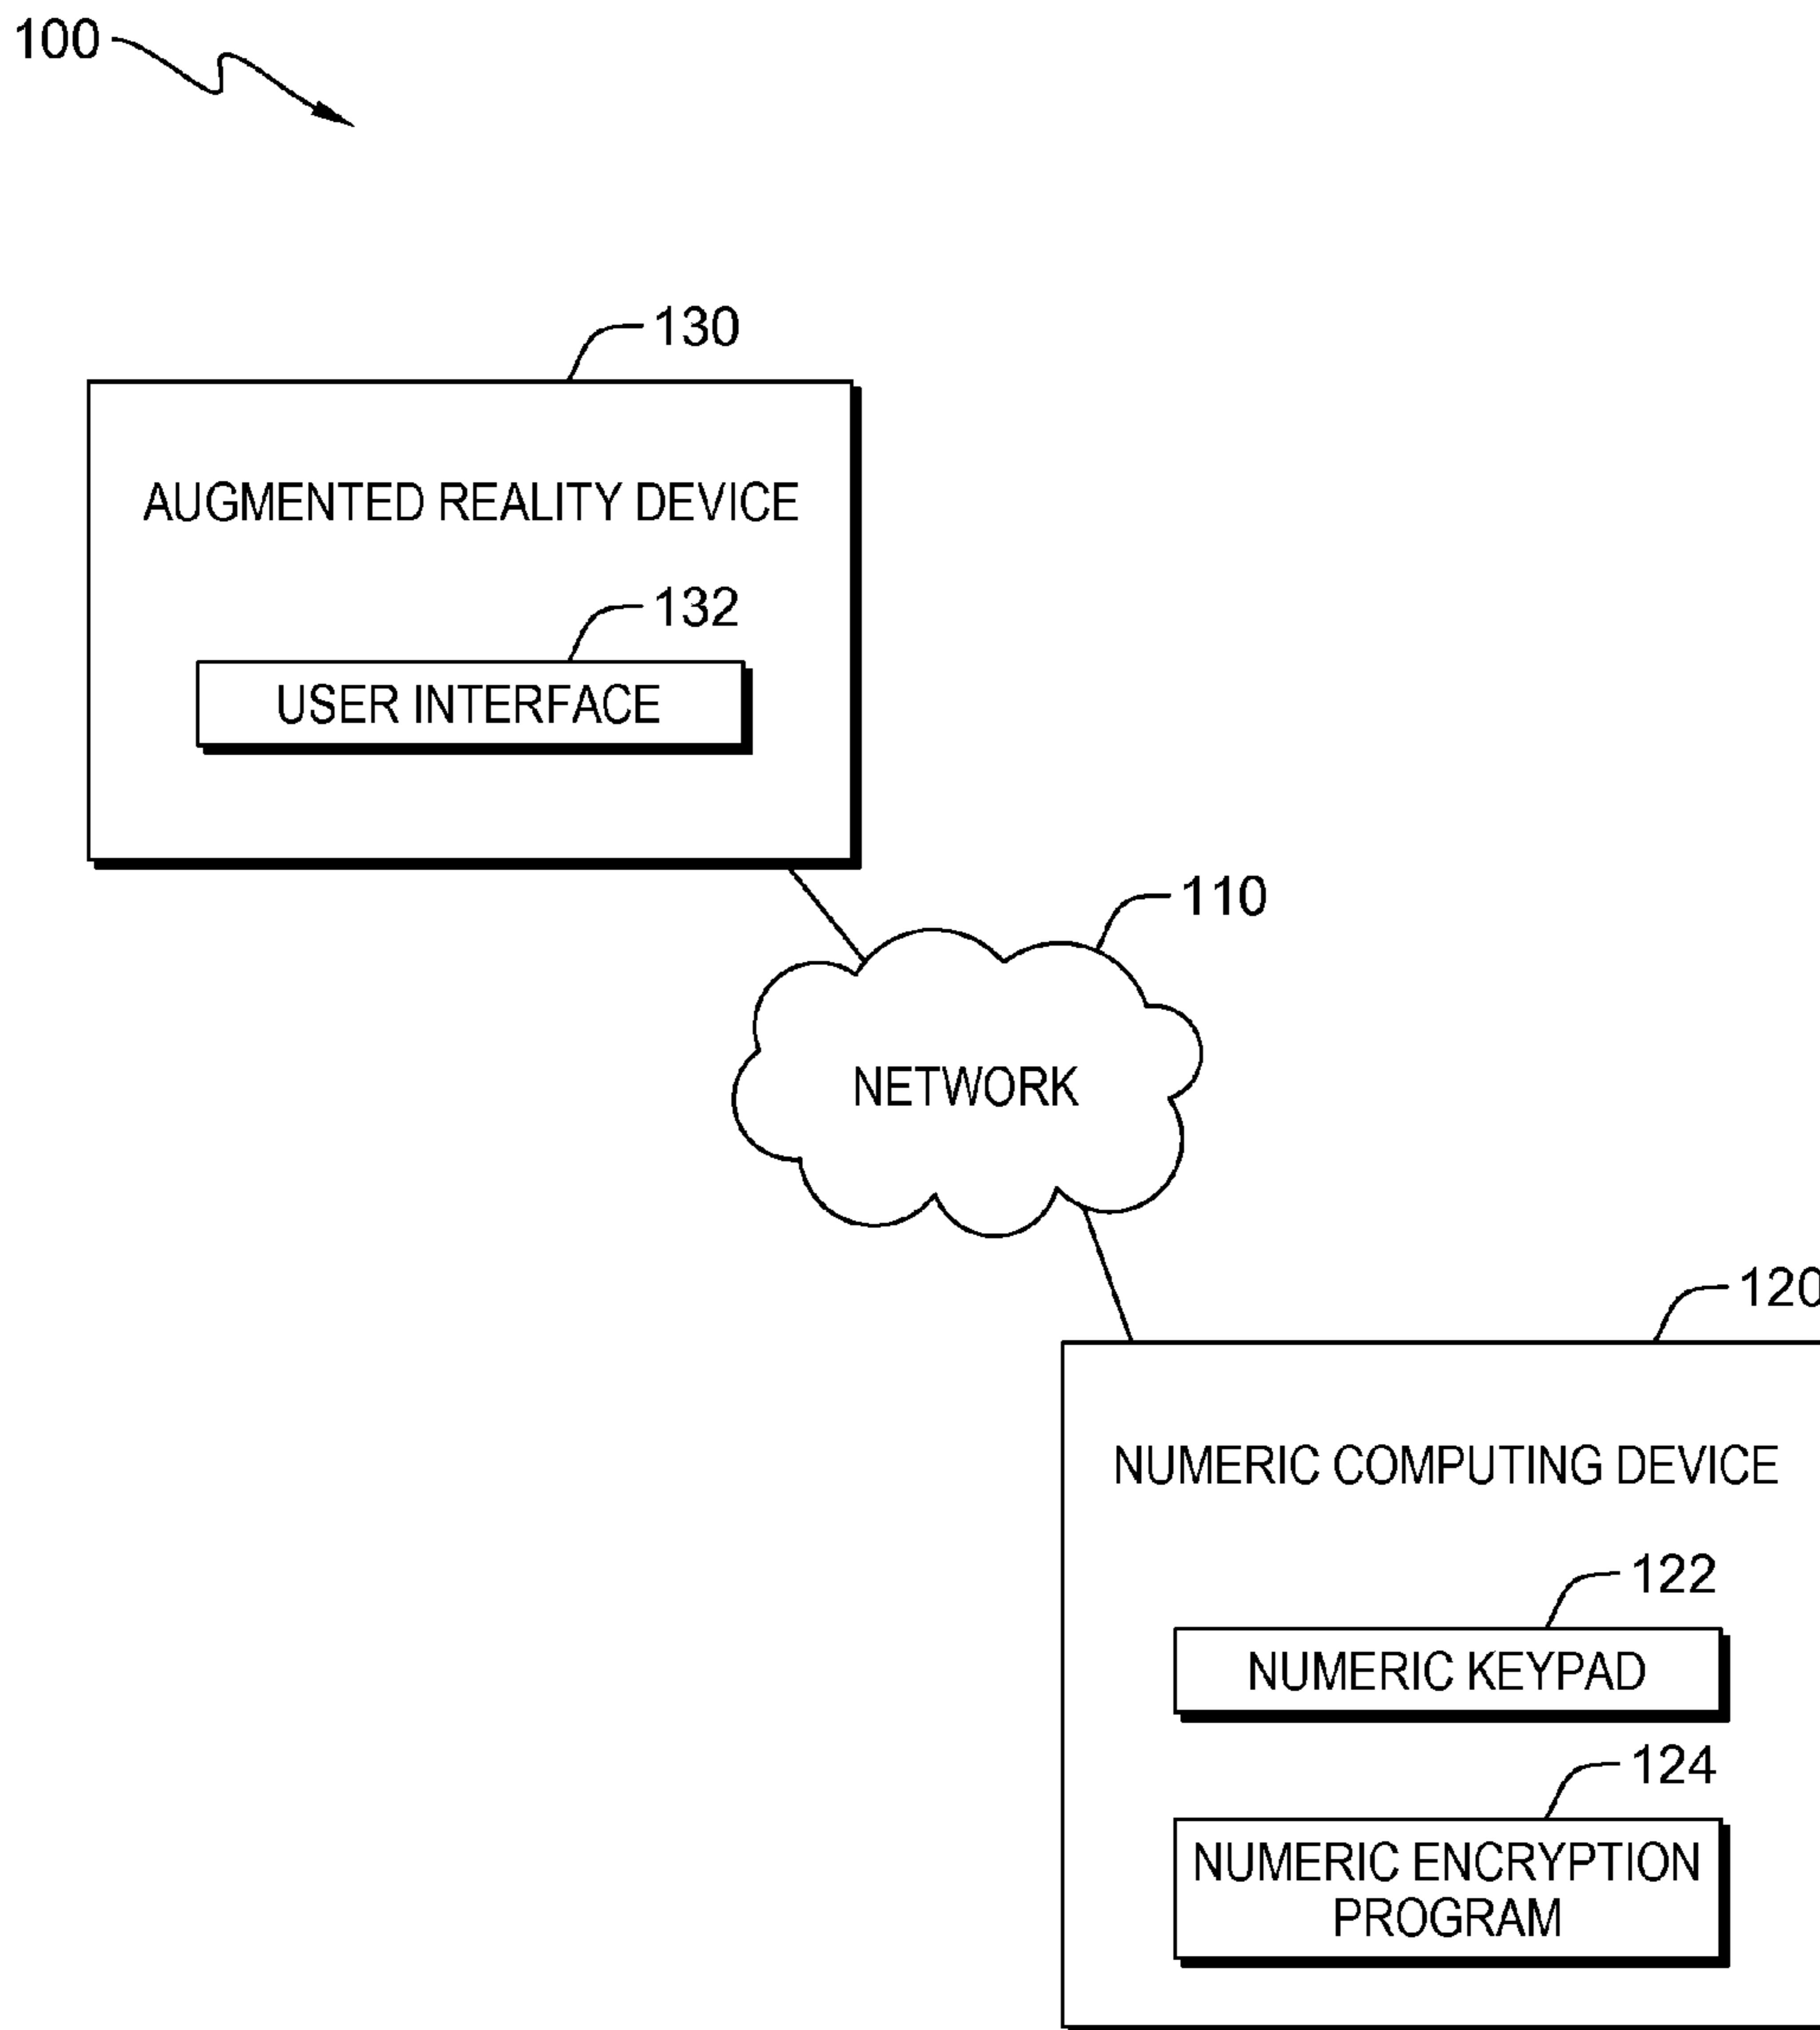 100
130
AUGMENTED REALITY DEVICE
132
USER INTERFACE
110
NETWORK
120
NUMERIC COMPUTING DEVICE
122
NUMERIC KEYPAD
124
NUMERIC ENCRYPTION
PROGRAM